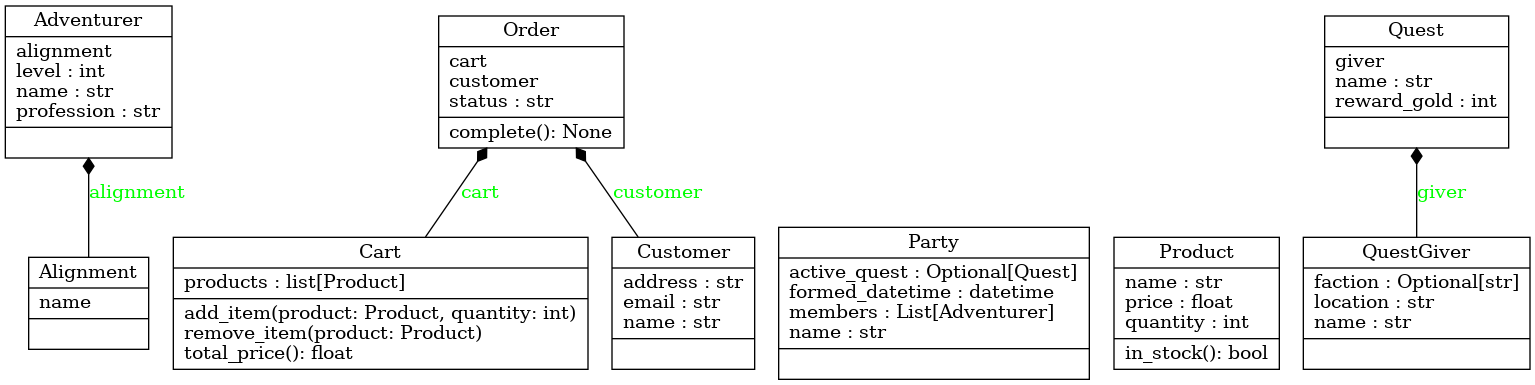 Adventurer
alignment
level : int
name : str
profession : str
Order
cart
customer
status : str
complete(): None
Quest
giver
name : str
reward_gold : int
alignment
cart
customer
giver
Alignment
name
Cart
products : list[Product]
add_item(product: Product, quantity: int)
remove_item(product: Product)
total_price(): float
Customer
address : str
email : str
name : str
Party
active_quest : Optional[Quest]
formed_datetime : datetime
members : List[Adventurer]
name : str
Product
name : str
price : float
quantity : int
in_stock(): bool
QuestGiver
faction : Optional[str]
location : str
name : str